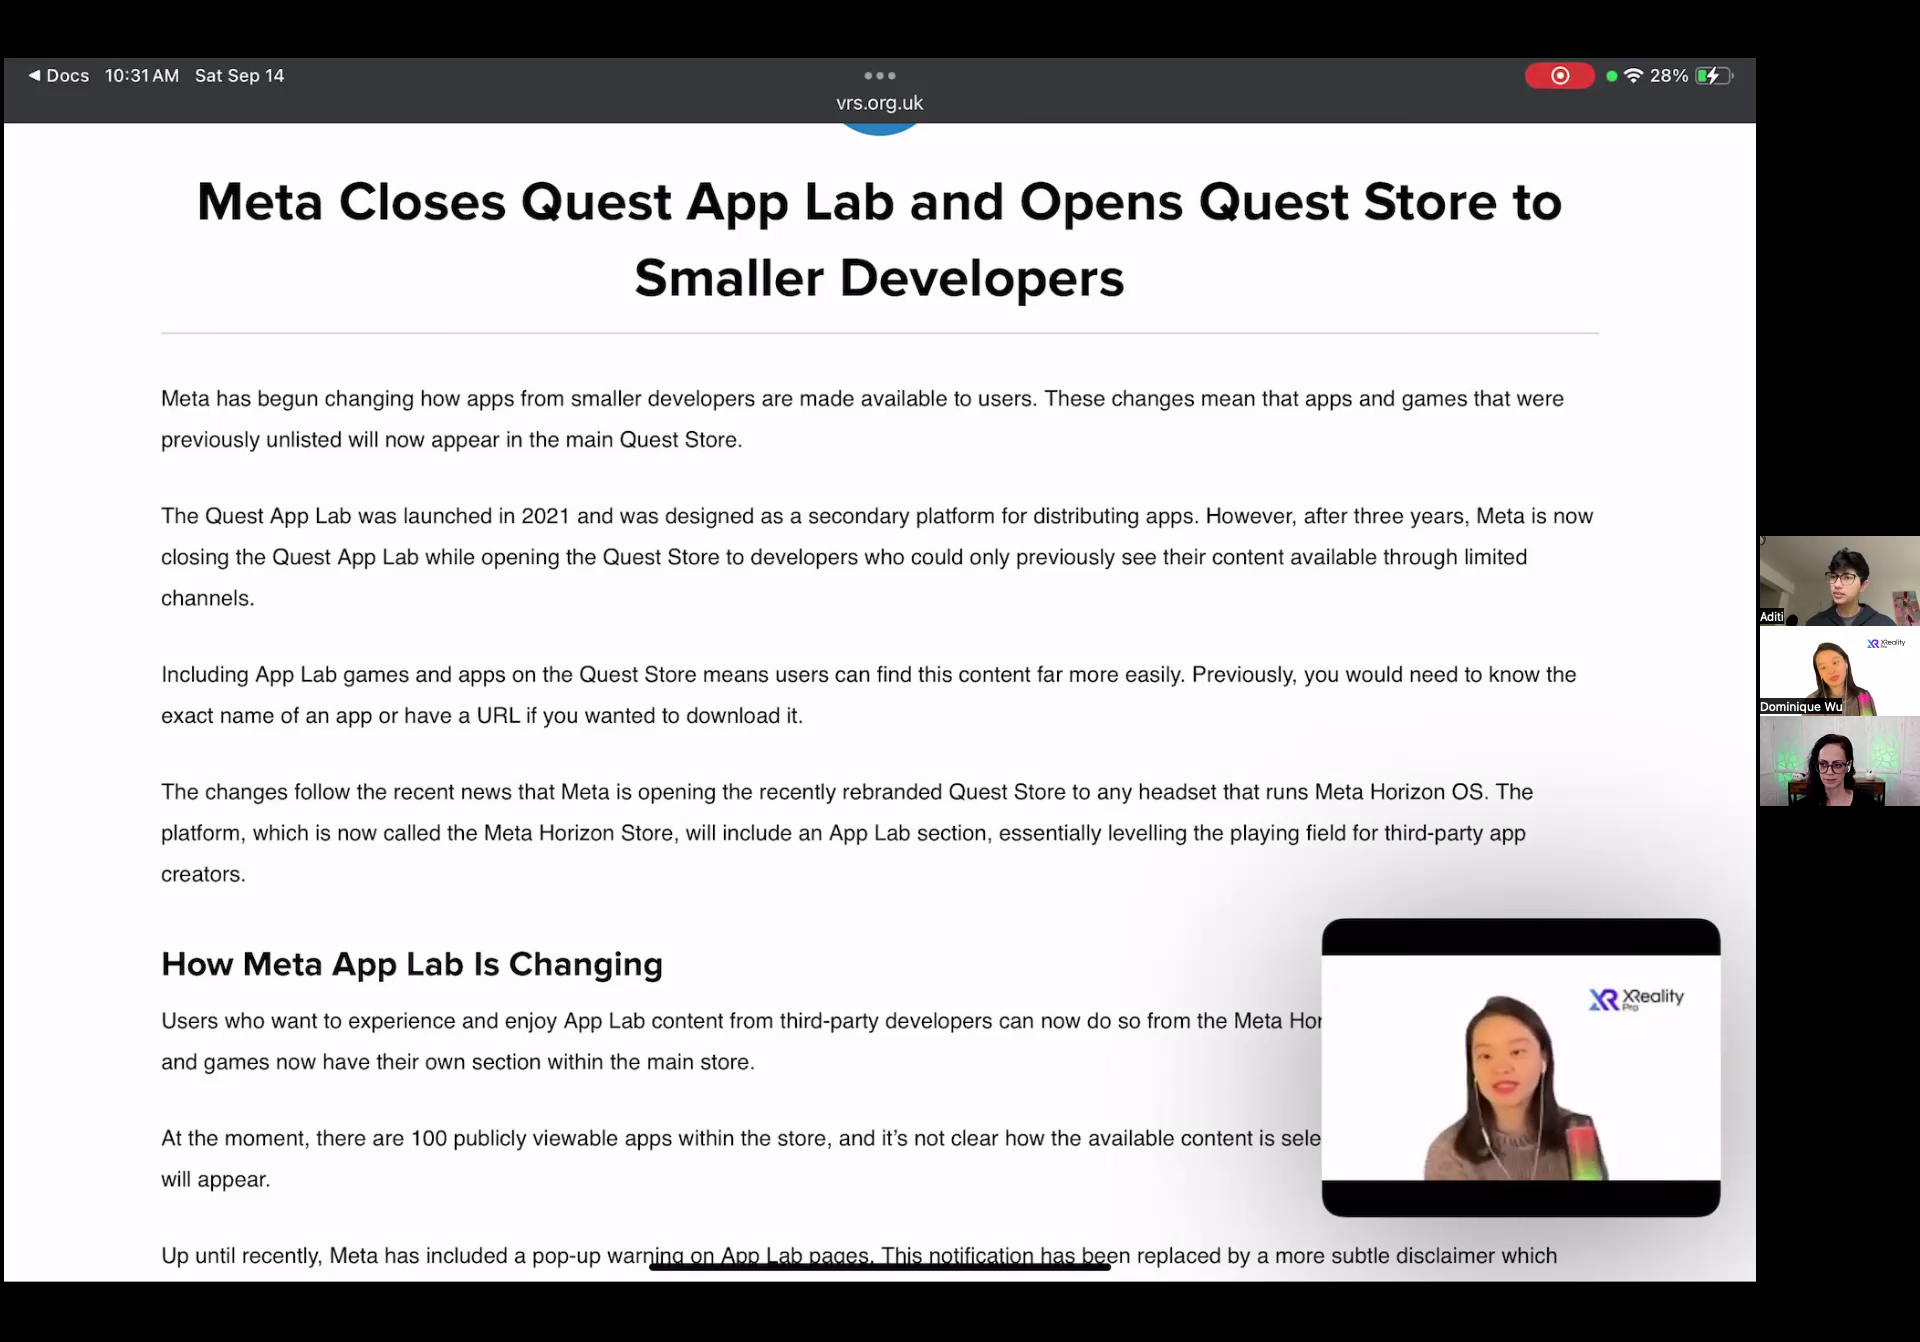 ◀ Docs 10:31 AM Sat Sep 14
28%
vrs.org.uk
Meta Closes Quest App Lab and Opens Quest Store to
Smaller Developers
Meta has begun changing how apps from smaller developers are made available to users. These changes mean that apps and games that were
previously unlisted will now appear in the main Quest Store.
The Quest App Lab was launched in 2021 and was designed as a secondary platform for distributing apps. However, after three years, Meta is now
closing the Quest App Lab while opening the Quest Store to developers who could only previously see their content available through limited
channels.
Including App Lab games and apps on the Quest Store means users can find this content far more easily. Previously, you would need to know the
exact name of an app or have a URL if you wanted to download it.
The changes follow the recent news that Meta is opening the recently rebranded Quest Store to any headset that runs Meta Horizon OS. The
platform, which is now called the Meta Horizon Store, will include an App Lab section, essentially levelling the playing field for third-party app
creators.
How Meta App Lab Is Changing
Users who want to experience and enjoy App Lab content from third-party developers can now do so from the Meta Hor
and games now have their own section within the main store.
At the moment, there are 100 publicly viewable apps within the store, and it's not clear how the available content is sele
will appear.
Up until recently, Meta has included a pop-up warning on App Lab pages. This notification has been replaced by a more subtle disclaimer which
XR XReality
Pro
Aditi
XR XReality
Dominique Wu